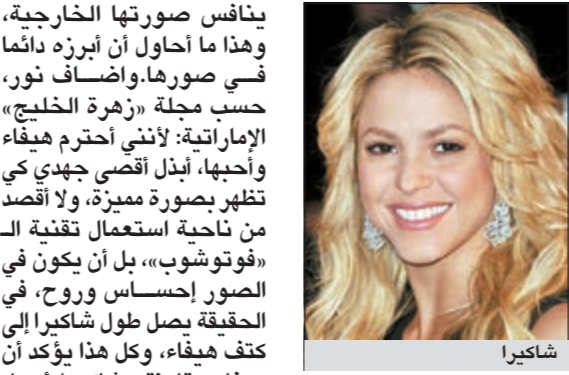 ينافس صورتها الخارجية،
وهذا ما أحاول أن أبرزه دائما
في صورها.واضاف نور،
حسب مجلة «زهرة الخليج»
الإماراتية: لأنني أحترم هيفاء
وأحبها، أبذل أقصى جهدي كي
تظهر بصورة مميزة، ولا أقصد
من ناحية استعمال تقنية الـ
«فوتوشوب»، بل أن يكون في
الصور إحساس وروح، في
الحقيقة يصل طول شاكيرا إلى
كتف هيفاء، وكل هذا يؤكد أن
شاكيرا